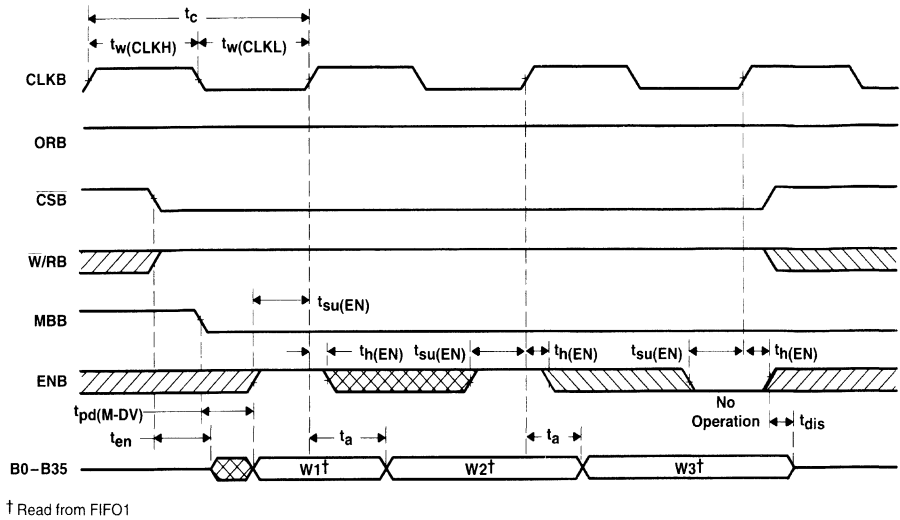 tc
tw(CLKH)
tw(CLKL)
CLKB
ORB
CSB
W/RB
tsu(EN)
MBB
th(EN)
tsu(EN)
th(EN)
tsu(EN)
th(EN)
ENB
No
Operation
tpd(M-DV)
ten
ta
ta
tdis
B0–B35
W1†
W2†
W3†
† Read from FIFO1